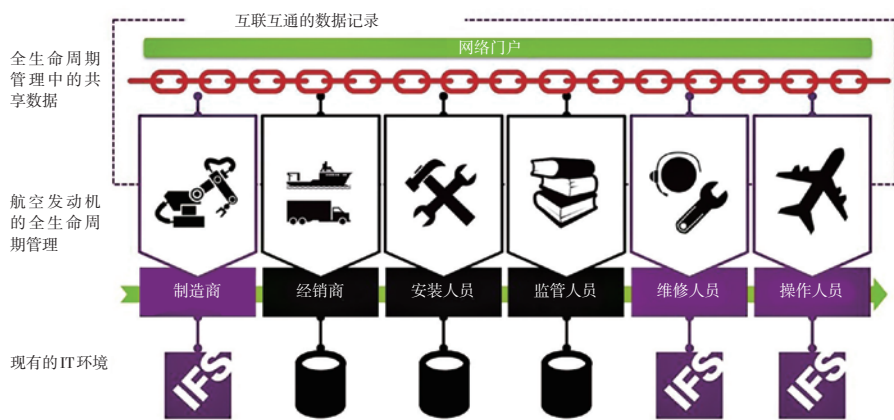 互联互通的数据记录
网络门户
全生命周期
管理中的共
享数据
航空发动机
的全生命周
期管理
制造商
经销商
安装人员
监管人员
维修人员
操作人员
现有的IT环境
IFS
IFS
IFS